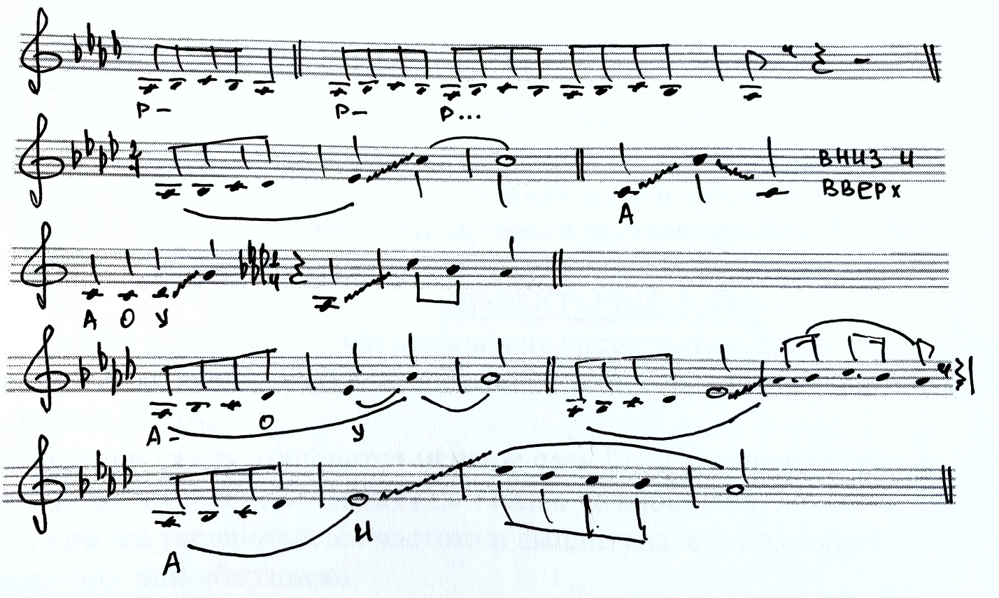 Р- Р- Р...
ВНИЗ И
ВВЕРХ
А
А О У
А- О У
А И